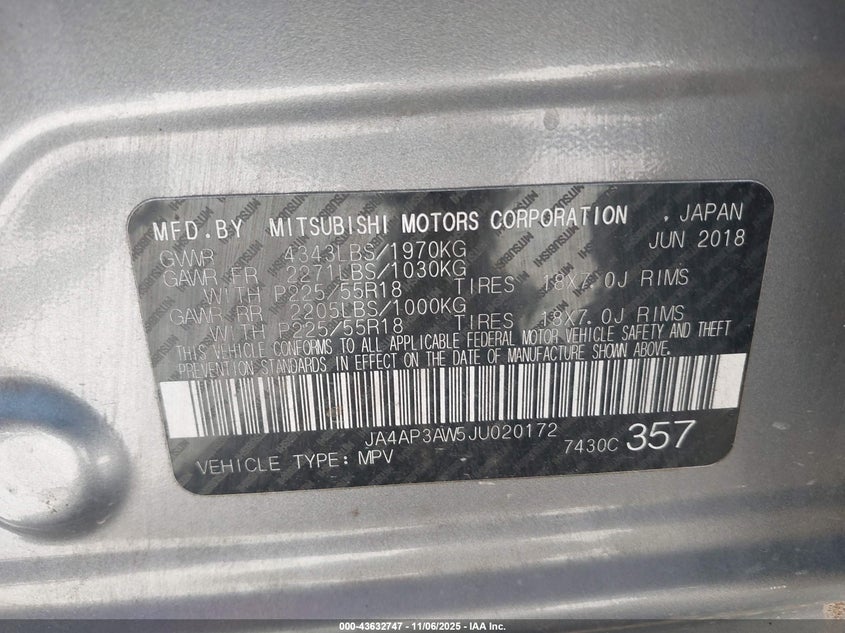 MFD.BY MITSUBISHI MOTORS CORPORATION . JAPAN
GVWR 4343LBS/1970KG JUN 2018
GAWR FR 2271LBS/1030KG
WITH P225/55R18 TIRES 18X7.0J RIMS
GAWR RR 2205LBS/1000KG
WITH P225/55R18 TIRES 18X7.0J RIMS
THIS VEHICLE CONFORMS TO ALL APPLICABLE FEDERAL MOTOR VEHICLE SAFETY AND THEFT
PREVENTION STANDARDS IN EFFECT ON THE DATE OF MANUFACTURE SHOWN ABOVE.
JA4AP3AW5JU020172
VEHICLE TYPE: MPV 7430C 357
000-43632747 - 11/06/2025 - IAA Inc.